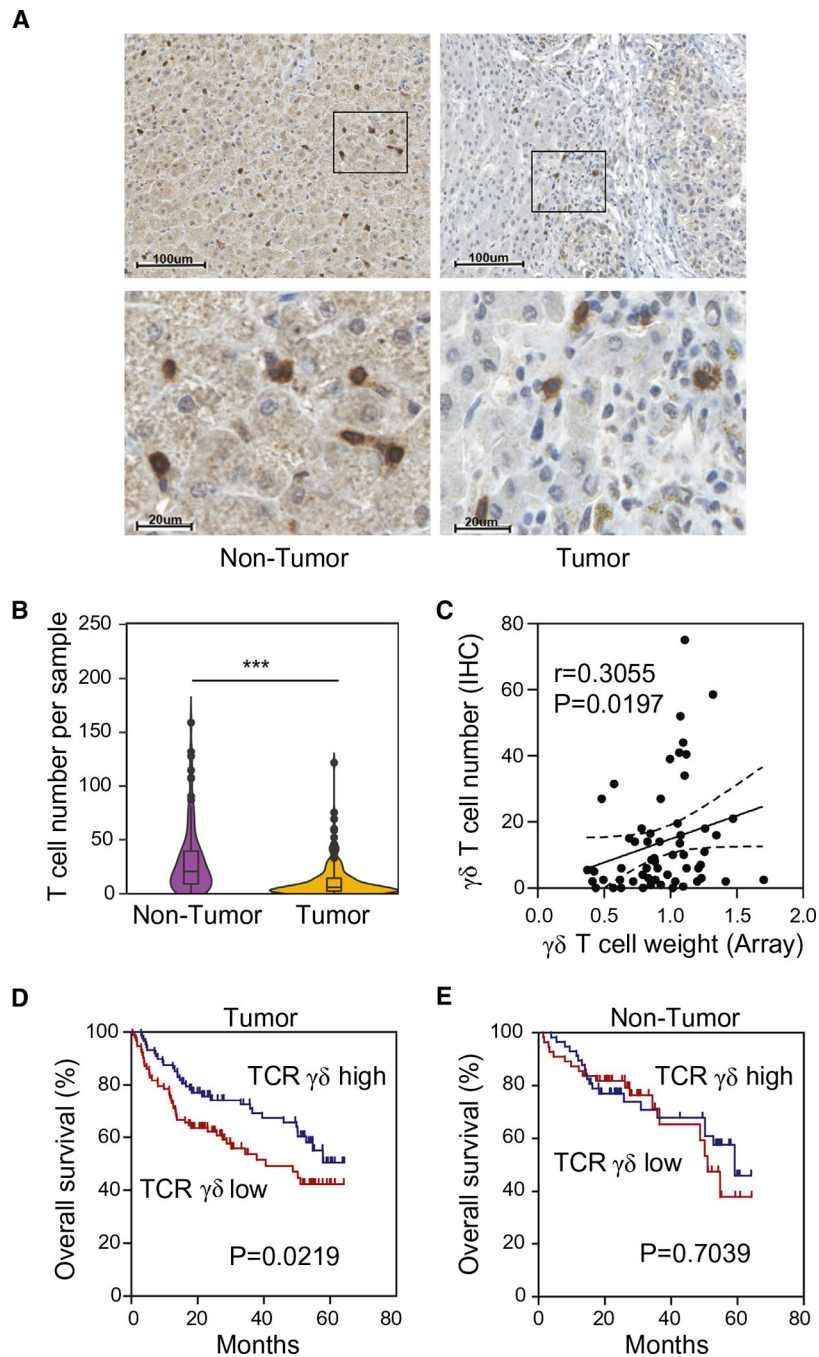 A
100um
100um
20um
20um
Non-Tumor
Tumor
B
T cell number per sample
250
200
150
100
50
0
***
Non-Tumor
Tumor
C
γδ T cell number (IHC)
80
60
40
20
0
r=0.3055
P=0.0197
0.0
0.5
1.0
1.5
2.0
γδ T cell weight (Array)
D
Tumor
Overall survival (%)
100
80
60
40
20
0
TCR γδ high
TCR γδ low
P=0.0219
0
20
40
60
80
Months
E
Non-Tumor
Overall survival (%)
100
80
60
40
20
0
TCR γδ high
TCR γδ low
P=0.7039
0
20
40
60
80
Months